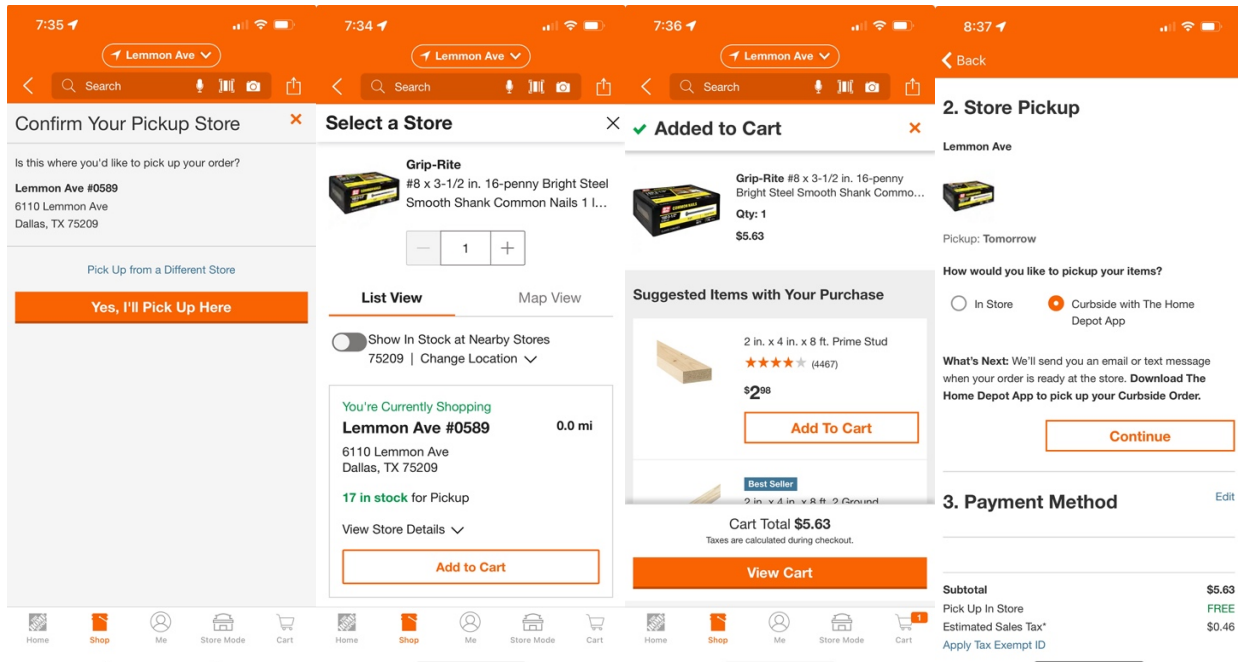 7:35
Lemmon Ave
Search
Confirm Your Pickup Store
Is this where you'd like to pick up your order?
Lemmon Ave #0589
6110 Lemmon Ave
Dallas, TX 75209
Pick Up from a Different Store
Yes, I'll Pick Up Here
Home Shop Me Store Mode Cart
7:34
Lemmon Ave
Search
Select a Store
Grip-Rite
#8 x 3-1/2 in. 16-penny Bright Steel
Smooth Shank Common Nails 1 l...
1
List View Map View
Show In Stock at Nearby Stores
75209 | Change Location
You're Currently Shopping
Lemmon Ave #0589 0.0 mi
6110 Lemmon Ave
Dallas, TX 75209
17 in stock for Pickup
View Store Details
Add to Cart
Home Shop Me Store Mode Cart
7:36
Lemmon Ave
Search
Added to Cart
Grip-Rite #8 x 3-1/2 in. 16-penny
Bright Steel Smooth Shank Commo...
Qty: 1
$5.63
Suggested Items with Your Purchase
2 in. x 4 in. x 8 ft. Prime Stud
(4467)
$298
Add To Cart
Best Seller
2 in. x 4 in. x 8 ft. 2 Ground
Cart Total $5.63
Taxes are calculated during checkout.
View Cart
Home Shop Me Store Mode Cart 1
8:37
Back
2. Store Pickup
Lemmon Ave
Pickup: Tomorrow
How would you like to pickup your items?
In Store Curbside with The Home
Depot App
What's Next: We'll send you an email or text message
when your order is ready at the store. Download The
Home Depot App to pick up your Curbside Order.
Continue
3. Payment Method Edit
Subtotal $5.63
Pick Up In Store FREE
Estimated Sales Tax* $0.46
Apply Tax Exempt ID